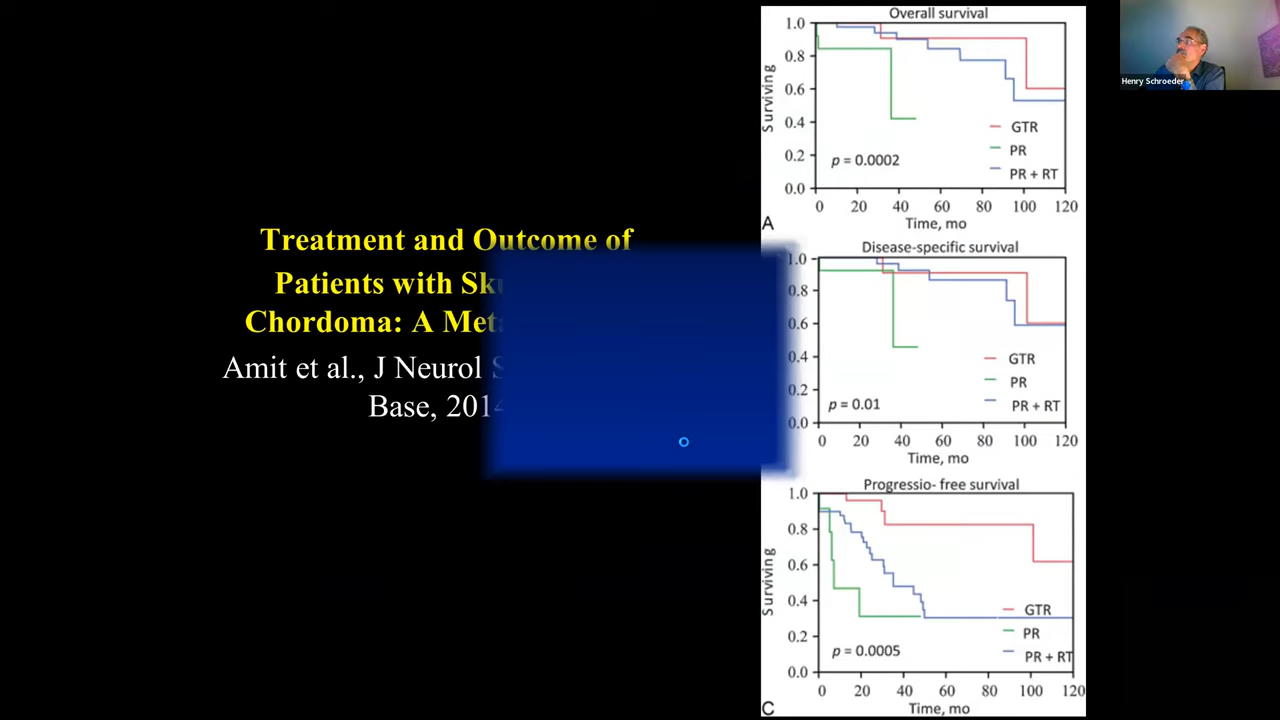 Treatment and Outcome of
Patients with
Chordoma: A
Amit et al., J Neurol
Base, 2014
Overall survival
1.0
0.8
0.6
0.4
0.2
0.0
Surviving
p = 0.0002
GTR
PR
PR + RT
0 20 40 60 80 100 120
Time, mo
A
Disease-specific survival
1.0
0.8
0.6
0.4
0.2
0.0
p = 0.01
GTR
PR
PR + RT
0 20 40 60 80 100 120
Time, mo
Progressio- free survival
1.0
0.8
0.6
0.4
0.2
0.0
Surviving
p = 0.0005
GTR
PR
PR + RT
0 20 40 60 80 100 120
Time, mo
C
Henry Schroeder